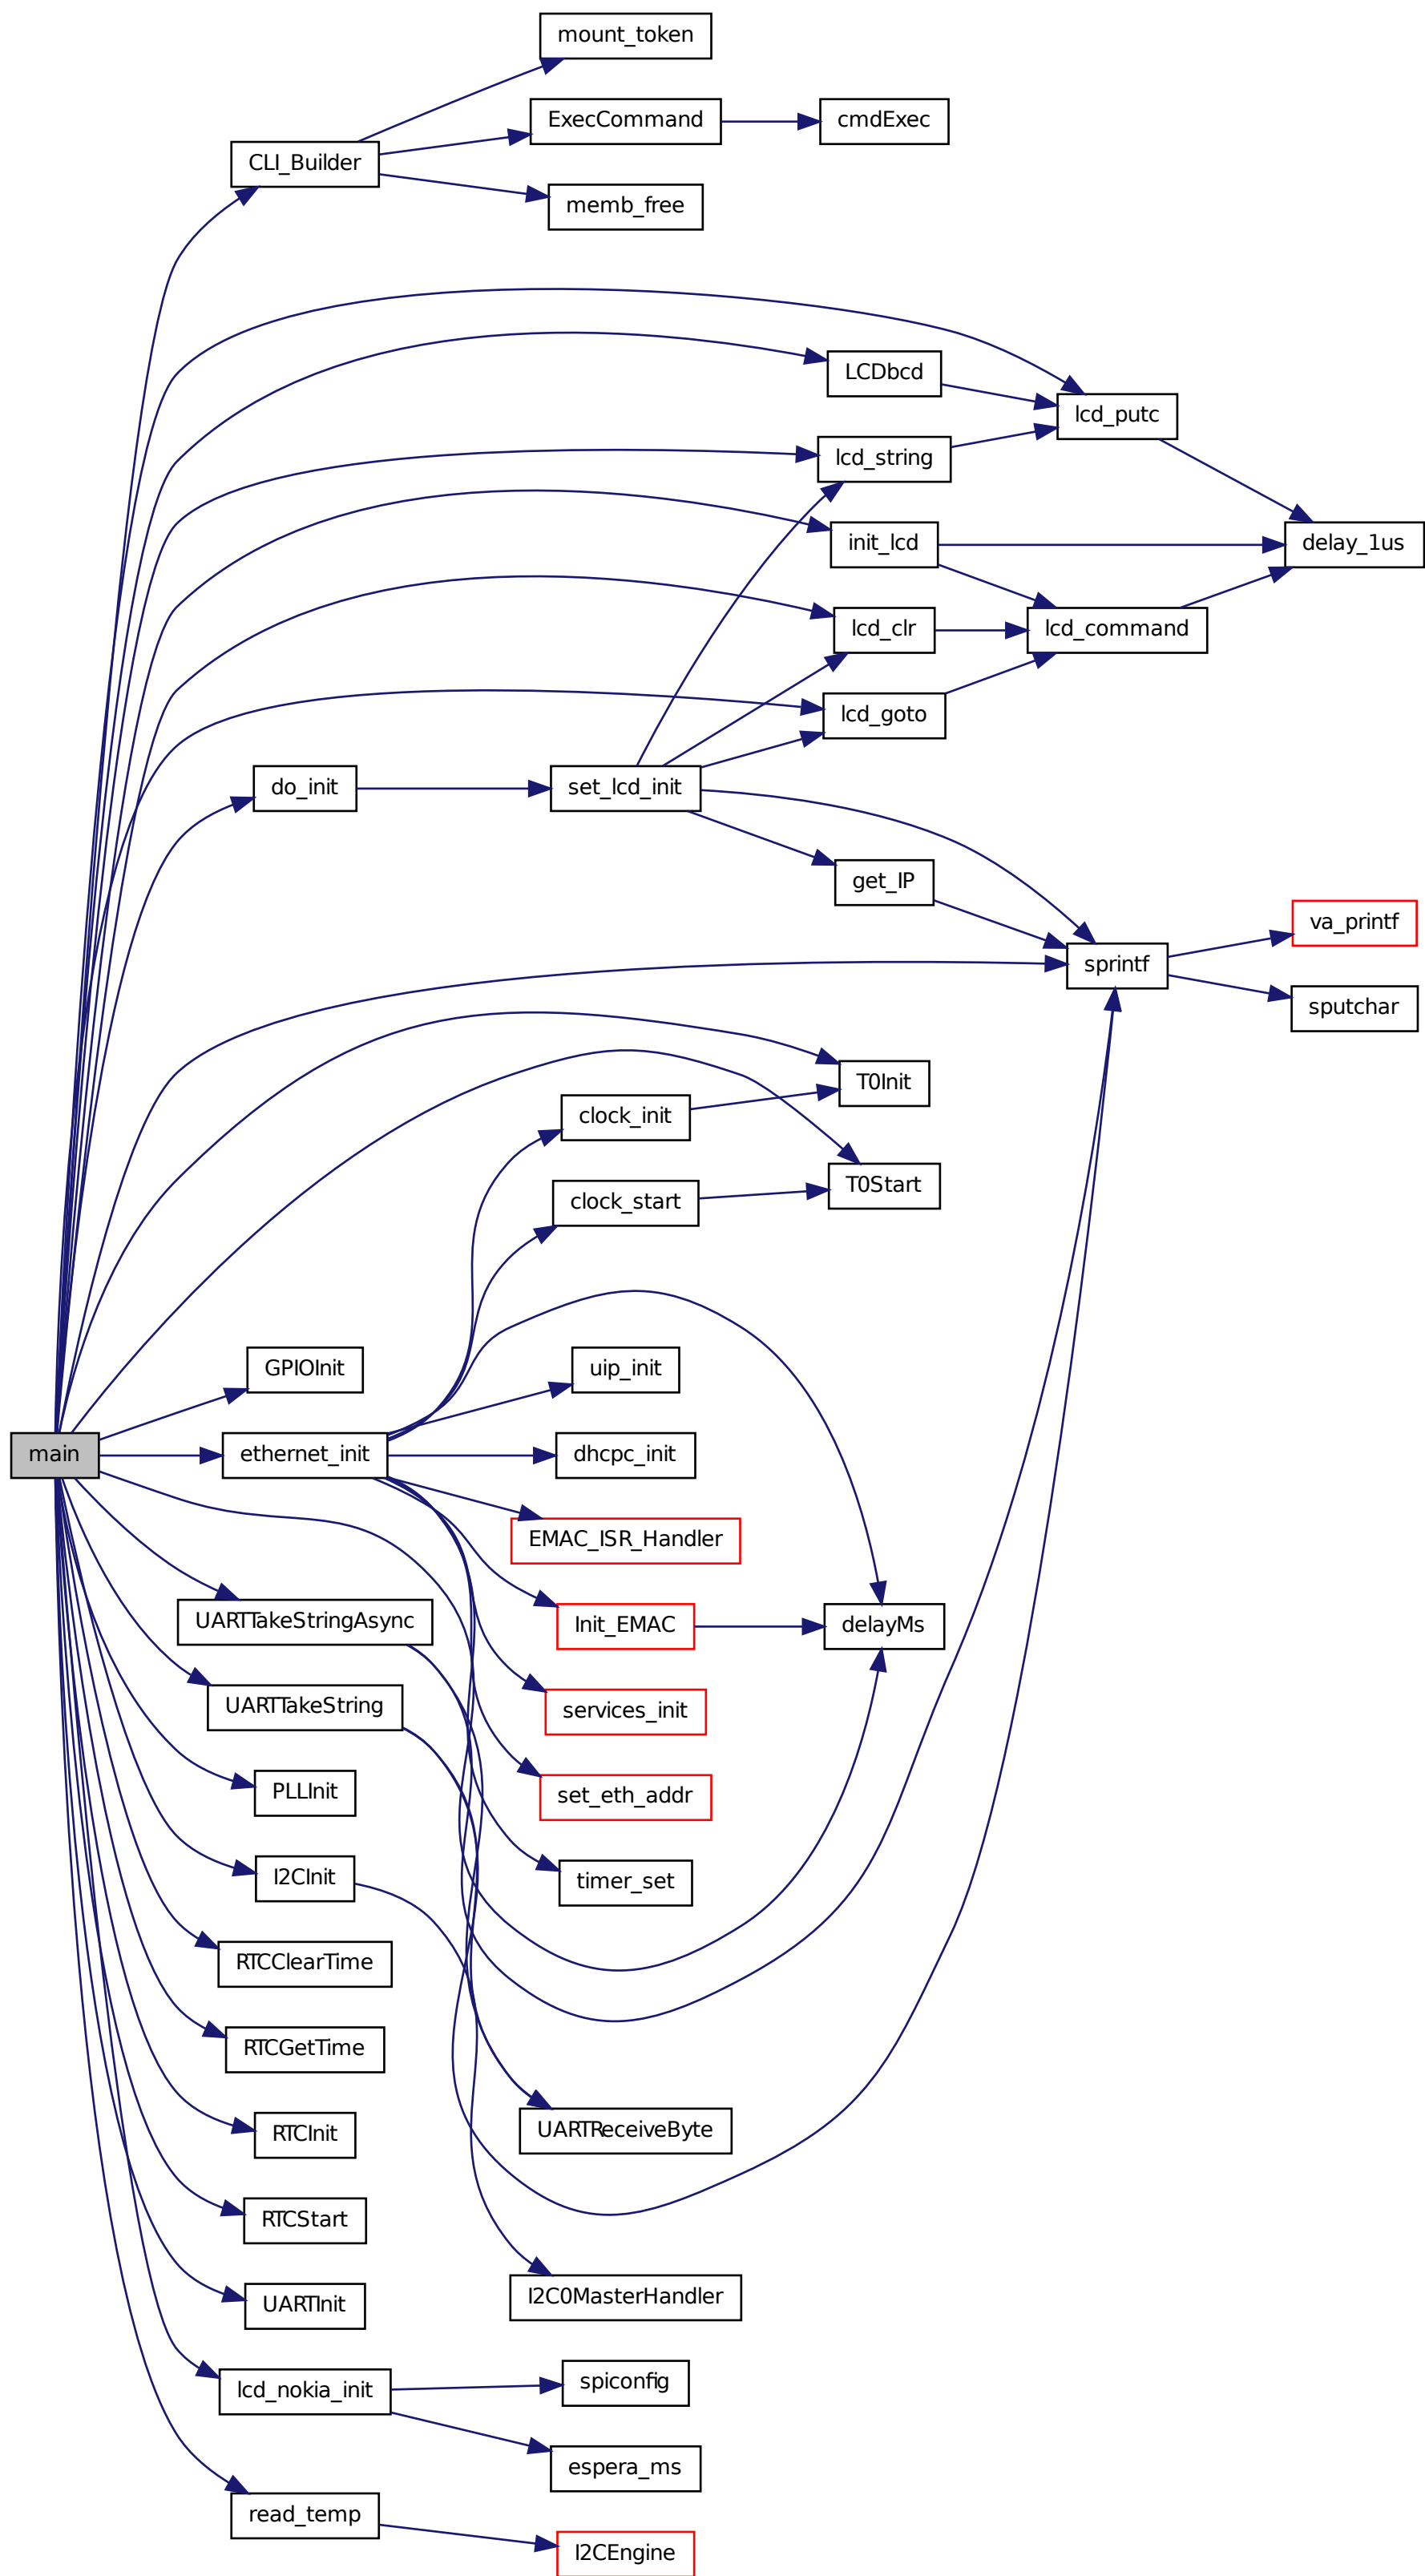 mount_token
ExecCommand
cmdExec
CLI_Builder
memb_free
LCDbcd
lcd_putc
lcd_string
init_lcd
delay_1us
lcd_clr
lcd_command
lcd_goto
do_init
set_lcd_init
get_IP
va_printf
sprintf
sputchar
T0Init
clock_init
T0Start
clock_start
GPIOInit
uip_init
main
ethernet_init
dhcpc_init
EMAC_ISR_Handler
UARTTakeStringAsync
Init_EMAC
delayMs
UARTTakeString
services_init
PLLInit
set_eth_addr
I2CInit
timer_set
RTCClearTime
RTCGetTime
RTCInit
UARTReceiveByte
RTCStart
UARTInit
I2C0MasterHandler
lcd_nokia_init
spiconfig
espera_ms
read_temp
I2CEngine